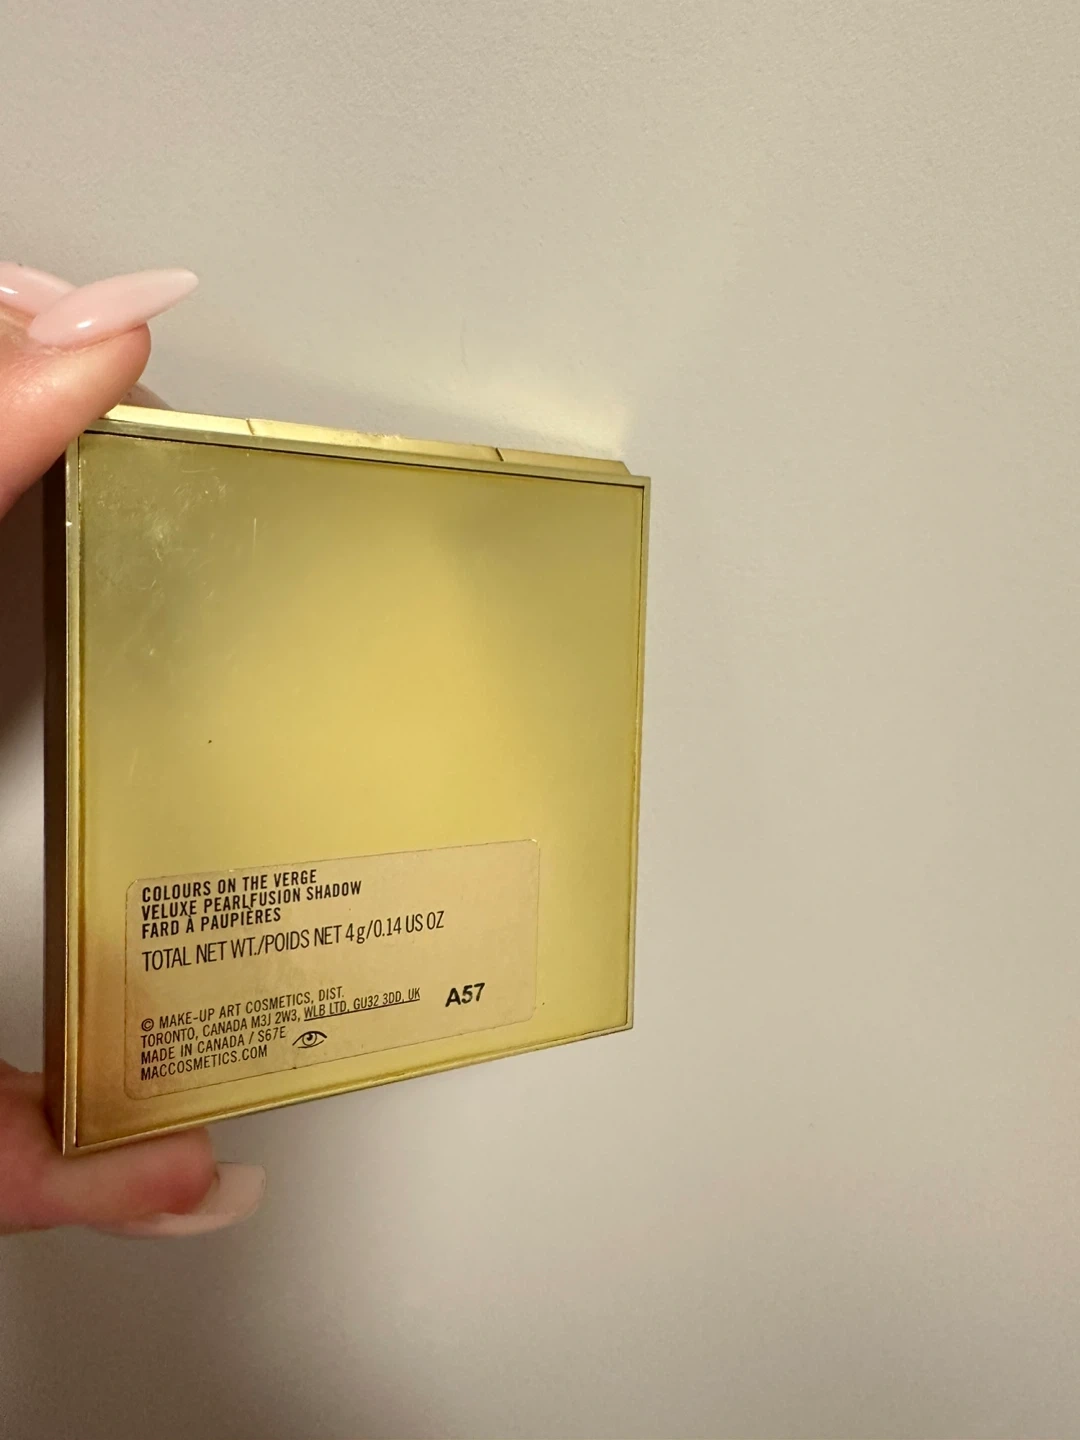 COLOURS ON THE VERGE
VELUXE PEARLFUSION SHADOW
FARD À PAUPIÈRES
TOTAL NET WT./POIDS NET 4 g/0.14 US OZ
© MAKE-UP ART COSMETICS, DIST.
TORONTO, CANADA M3J 2W3, WLB LTD, GU32 3DD, UK
MADE IN CANADA / S67E
MACCOSMETICS.COM
A57